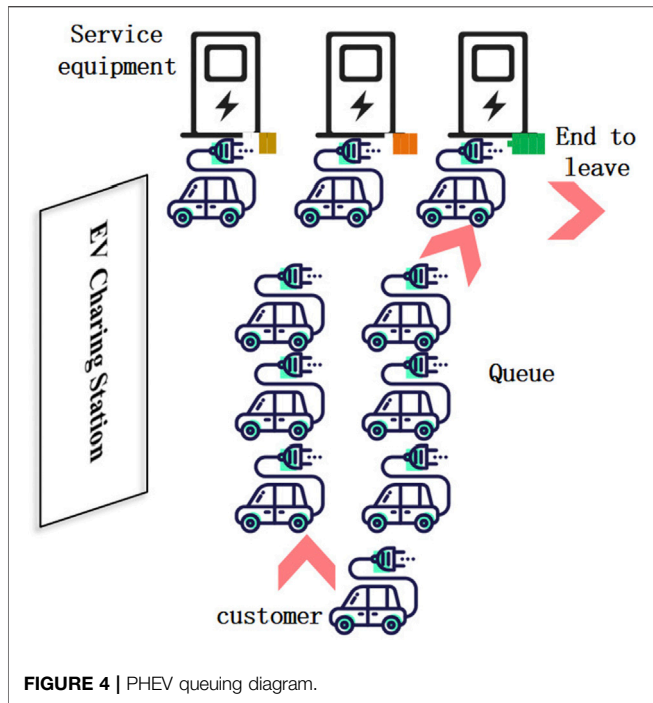 Service
equipment
End to
leave
EV Charing Station
Queue
customer
FIGURE 4 | PHEV queuing diagram.